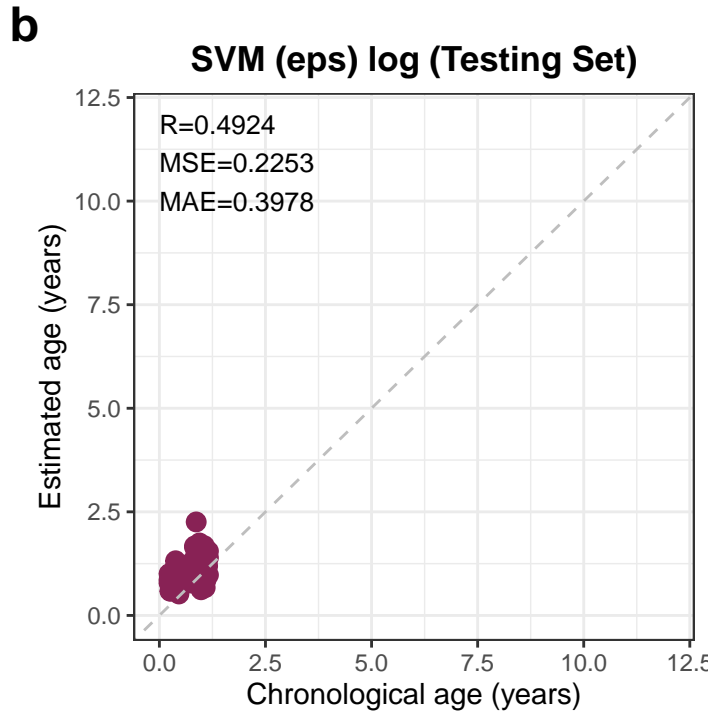 b
SVM (eps) log (Testing Set)
R=0.4924
MSE=0.2253
MAE=0.3978
12.5
10.0
7.5
5.0
2.5
0.0
Estimated age (years)
0.0 2.5 5.0 7.5 10.0 12.5
Chronological age (years)